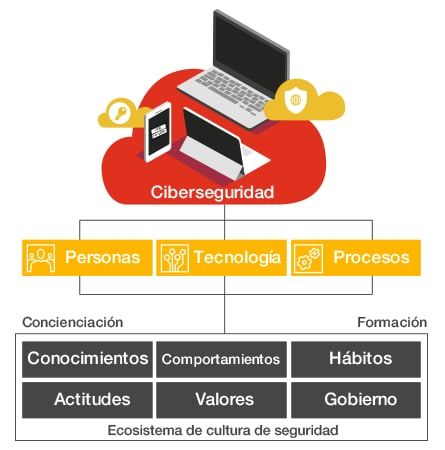 Ciberseguridad
Personas
Tecnología
Procesos
Concienciación
Formación
Conocimientos
Comportamientos
Hábitos
Actitudes
Valores
Gobierno
Ecosistema de cultura de seguridad